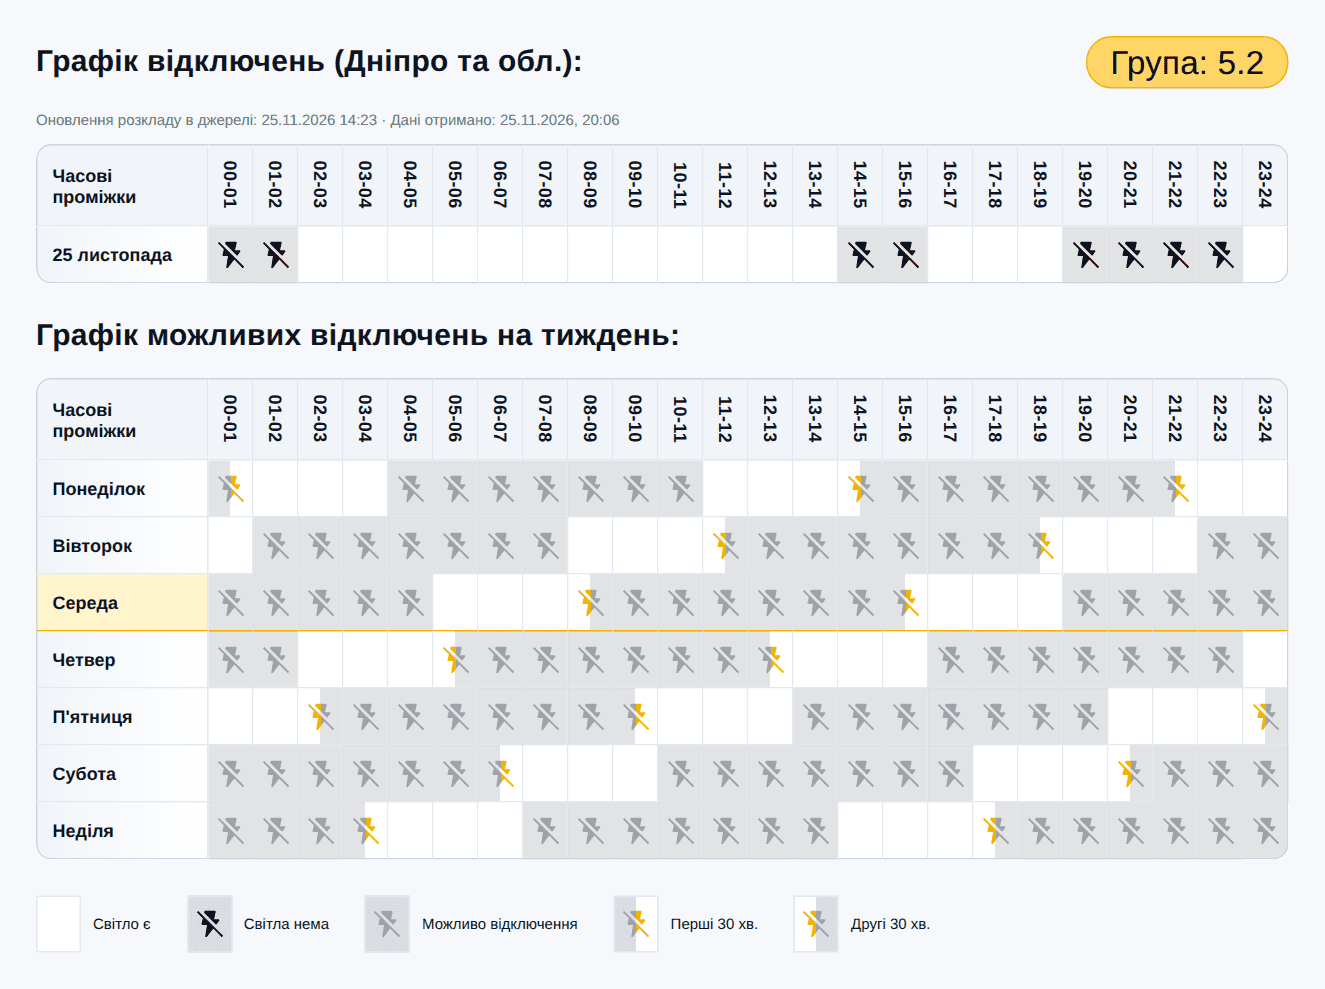 Графік відключень (Дніпро та обл.):
Група: 5.2
Оновлення розкладу в джерелі: 25.11.2026 14:23 · Дані отримано: 25.11.2026, 20:06
Часові
проміжки
00-01 01-02 02-03 03-04 04-05 05-06 06-07 07-08 08-09 09-10 10-11 11-12 12-13 13-14 14-15 15-16 16-17 17-18 18-19 19-20 20-21 21-22 22-23 23-24
25 листопада
Графік можливих відключень на тиждень:
Часові
проміжки
00-01 01-02 02-03 03-04 04-05 05-06 06-07 07-08 08-09 09-10 10-11 11-12 12-13 13-14 14-15 15-16 16-17 17-18 18-19 19-20 20-21 21-22 22-23 23-24
Понеділок
Вівторок
Середа
Четвер
П'ятниця
Субота
Неділя
Світло є
Світла нема
Можливо відключення
Перші 30 хв.
Другі 30 хв.